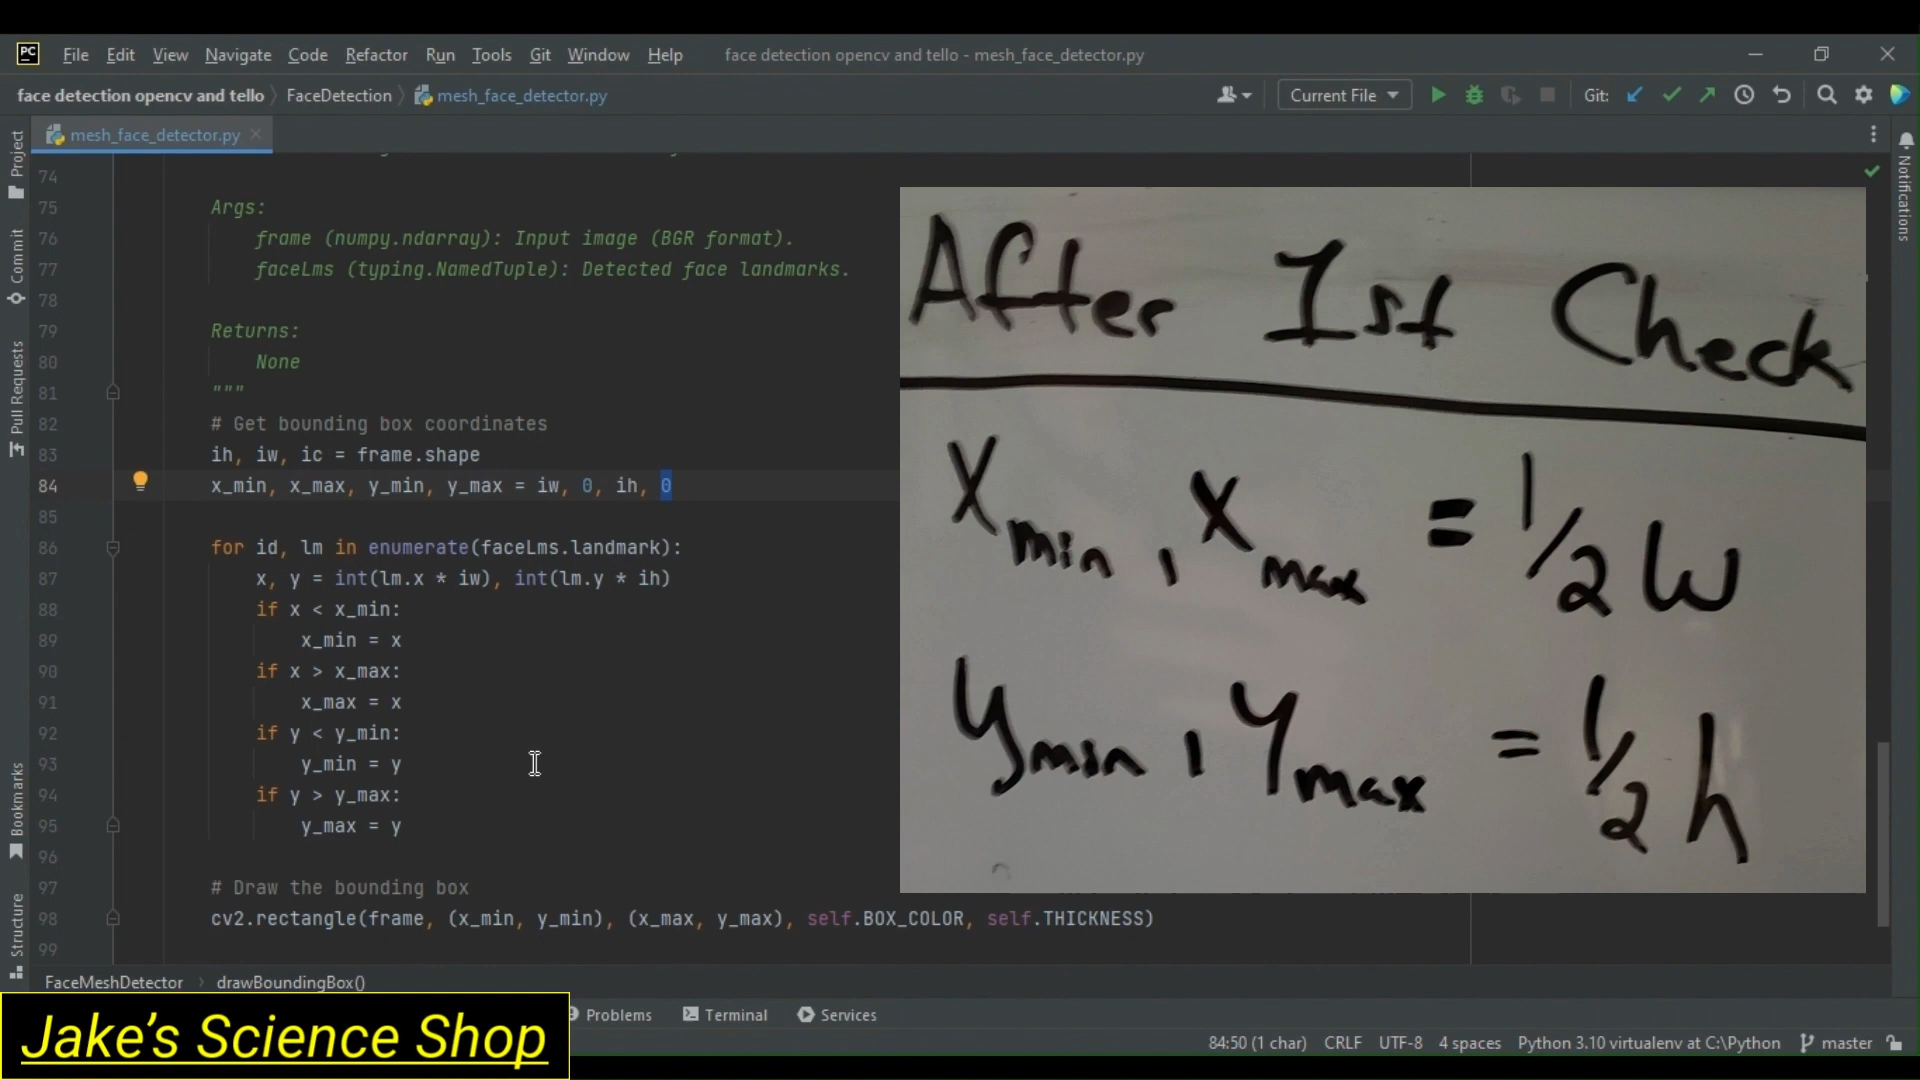 PC File Edit View Navigate Code Refactor Run Tools Git Window Help face detection opencv and tello - mesh_face_detector.py
face detection opencv and tello FaceDetection mesh_face_detector.py Current File Git:
mesh_face_detector.py
Project
Commit
Pull Requests
Bookmarks
Structure
Notifications
74
75 Args:
76 frame (numpy.ndarray): Input image (BGR format).
77 faceLms (typing.NamedTuple): Detected face landmarks.
78
79 Returns:
80 None
81 """
82 # Get bounding box coordinates
83 ih, iw, ic = frame.shape
84 x_min, x_max, y_min, y_max = iw, 0, ih, 0
85
86 for id, lm in enumerate(faceLms.landmark):
87 x, y = int(lm.x * iw), int(lm.y * ih)
88 if x < x_min:
89 x_min = x
90 if x > x_max:
91 x_max = x
92 if y < y_min:
93 y_min = y
94 if y > y_max:
95 y_max = y
96
97 # Draw the bounding box
98 cv2.rectangle(frame, (x_min, y_min), (x_max, y_max), self.BOX_COLOR, self.THICKNESS)
99
After 1st Check
Xmin, Xmax = 1/2 W
Ymin, Ymax = 1/2 h
FaceMeshDetector drawBoundingBox()
Problems Terminal Services
Jake's Science Shop
84:50 (1 char) CRLF UTF-8 4 spaces Python 3.10 virtualenv at C:\Python master